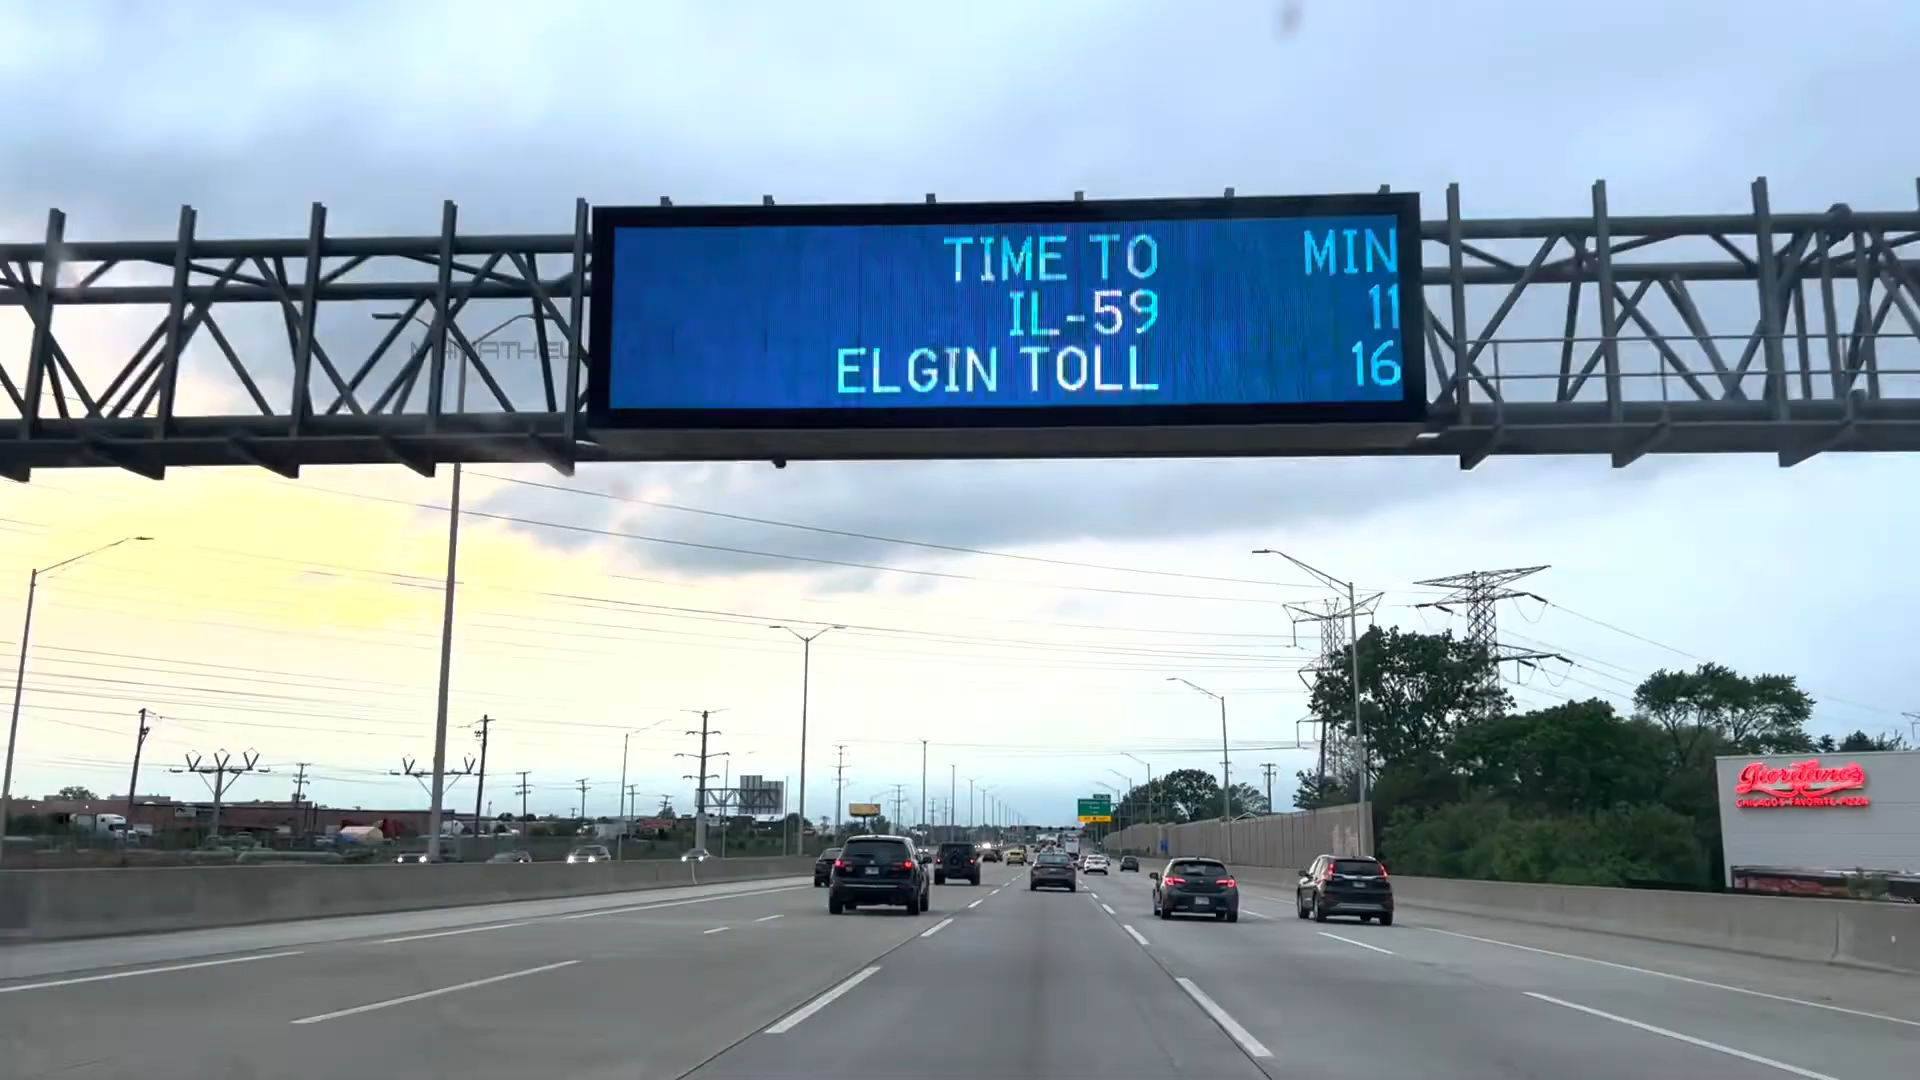 TIME TO MIN
IL-59 11
ELGIN TOLL 16
Giordano's
CHICAGO'S FAVORITE PIZZA